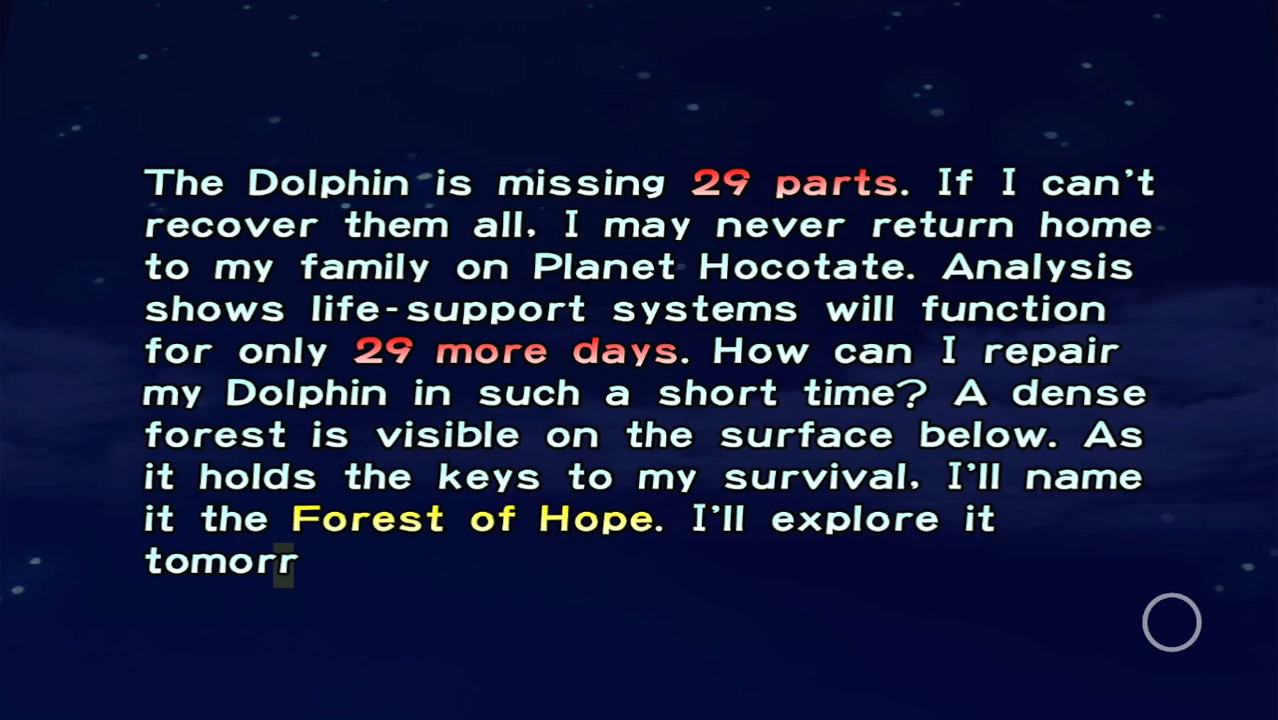 The Dolphin is missing 29 parts. If I can't
recover them all, I may never return home
to my family on Planet Hocotate. Analysis
shows life-support systems will function
for only 29 more days. How can I repair
my Dolphin in such a short time? A dense
forest is visible on the surface below. As
it holds the keys to my survival, I'll name
it the Forest of Hope. I'll explore it
tomorr